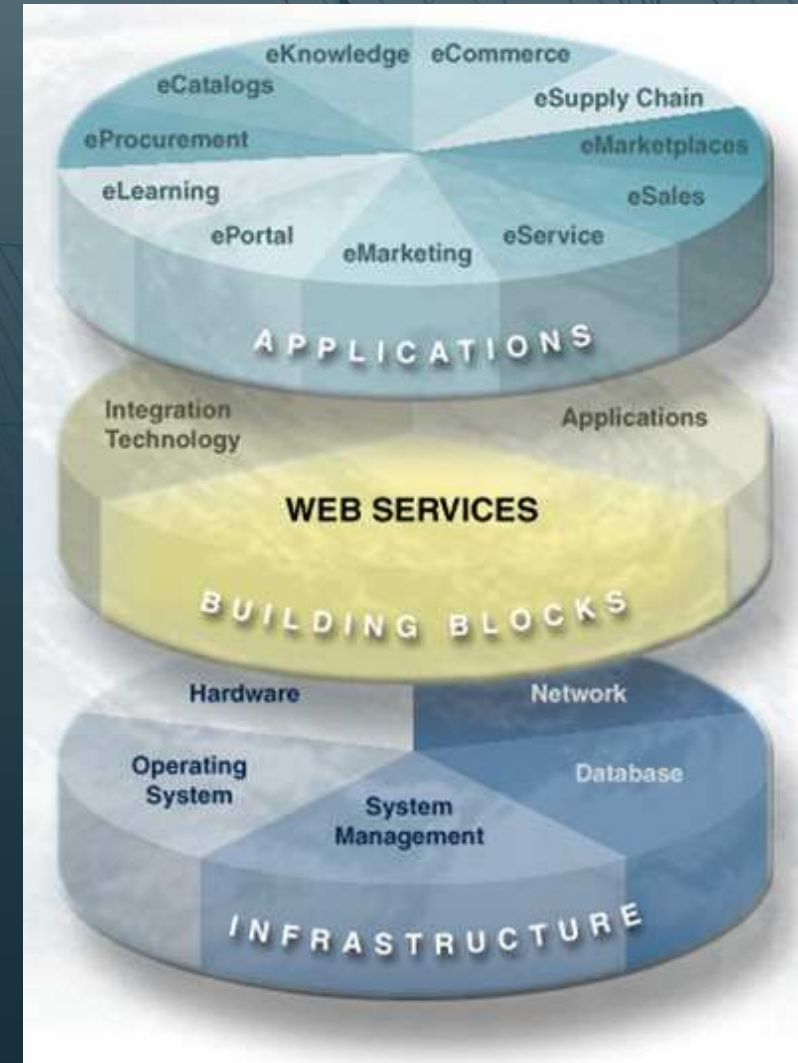 eKnowledge eCommerce
eCatalogs
eSupply Chain
eProcurement
eMarketplaces
eLearning
eSales
ePortal
eMarketing
eService
APPLICATIONS
Integration
Technology
Applications
WEB SERVICES
BUILDING BLOCKS
Hardware
Network
Operating
System
Database
System
Management
INFRASTRUCTURE